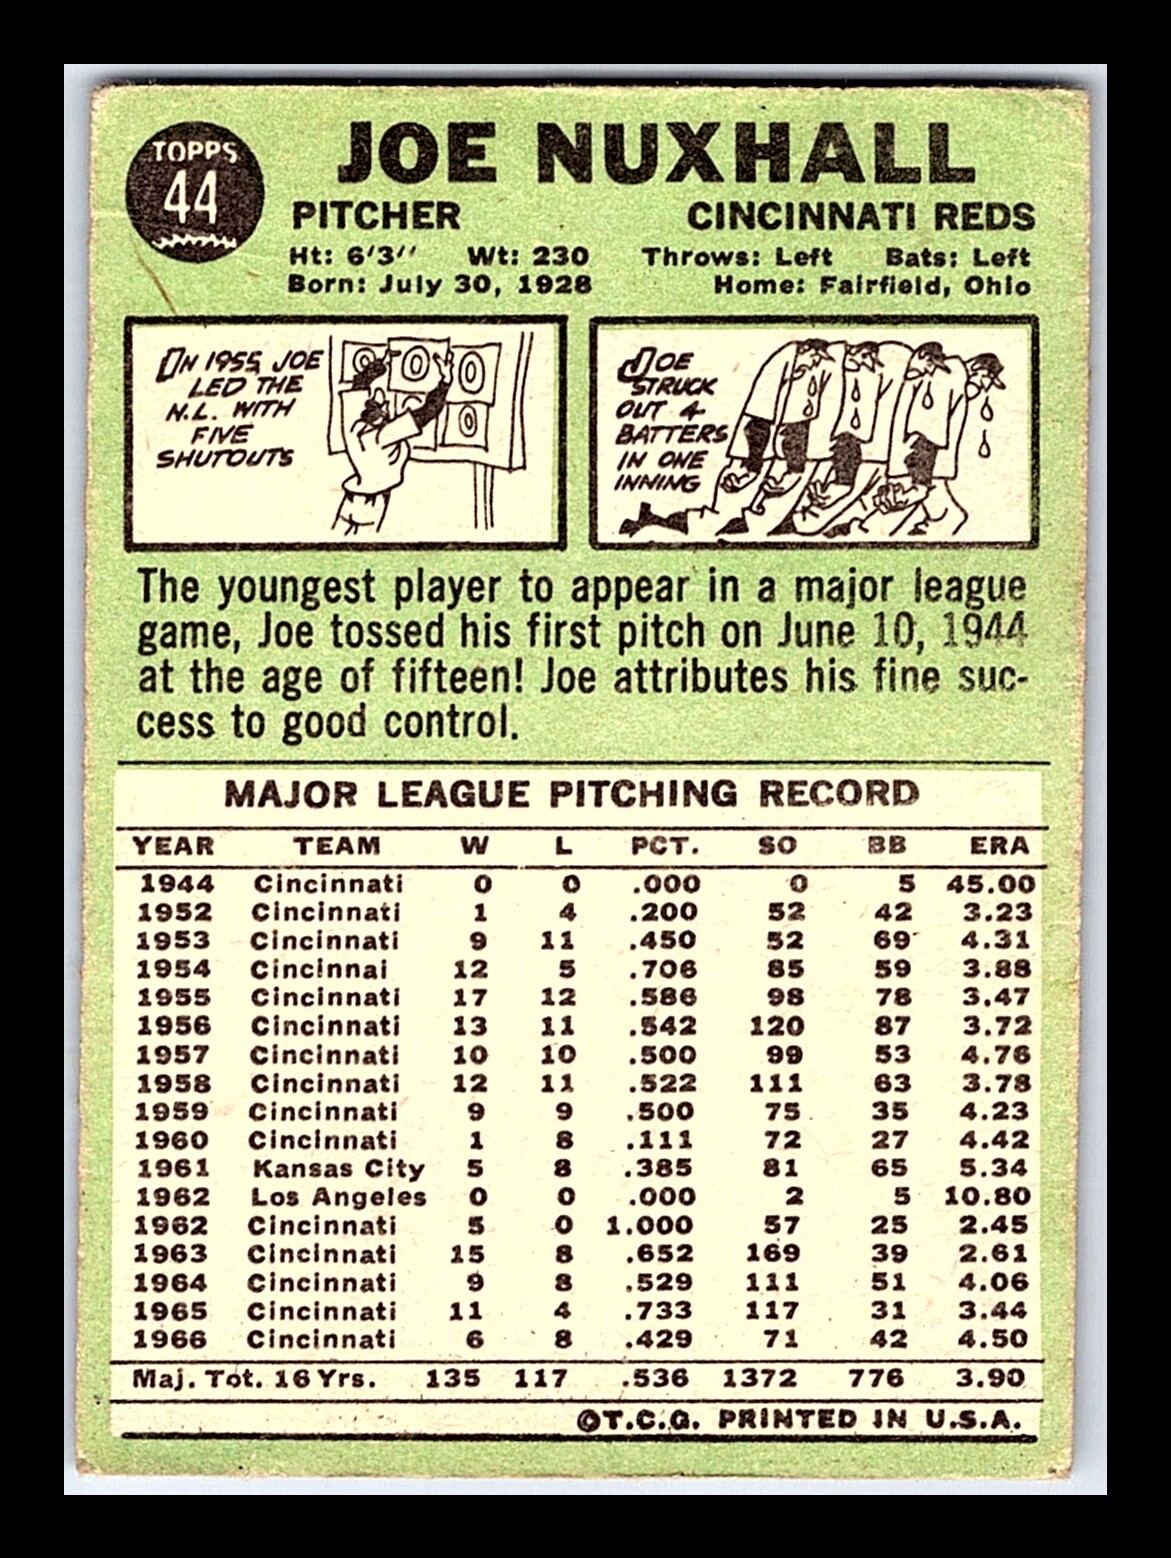 TOPPS
44
JOE NUXHALL
PITCHER CINCINNATI REDS
Ht: 6'3" Wt: 230 Throws: Left Bats: Left
Born: July 30, 1928 Home: Fairfield, Ohio
ON 1955, JOE
LED THE
N.L. WITH
FIVE
SHUTOUTS
0 0 0
0
JOE
STRUCK
OUT 4
BATTERS
IN ONE
INNING
The youngest player to appear in a major league
game, Joe tossed his first pitch on June 10, 1944
at the age of fifteen! Joe attributes his fine suc-
cess to good control.
MAJOR LEAGUE PITCHING RECORD
YEAR TEAM W L PCT. SO BB ERA
1944 Cincinnati 0 0 .000 0 5 45.00
1952 Cincinnati 1 4 .200 52 42 3.23
1953 Cincinnati 9 11 .450 52 69 4.31
1954 Cincinnai 12 5 .706 85 59 3.88
1955 Cincinnati 17 12 .586 98 78 3.47
1956 Cincinnati 13 11 .542 120 87 3.72
1957 Cincinnati 10 10 .500 99 53 4.76
1958 Cincinnati 12 11 .522 111 63 3.78
1959 Cincinnati 9 9 .500 75 35 4.23
1960 Cincinnati 1 8 .111 72 27 4.42
1961 Kansas City 5 8 .385 81 65 5.34
1962 Los Angeles 0 0 .000 2 5 10.80
1962 Cincinnati 5 0 1.000 57 25 2.45
1963 Cincinnati 15 8 .652 169 39 2.61
1964 Cincinnati 9 8 .529 111 51 4.06
1965 Cincinnati 11 4 .733 117 31 3.44
1966 Cincinnati 6 8 .429 71 42 4.50
Maj. Tot. 16 Yrs. 135 117 .536 1372 776 3.90
©T.C.G. PRINTED IN U.S.A.